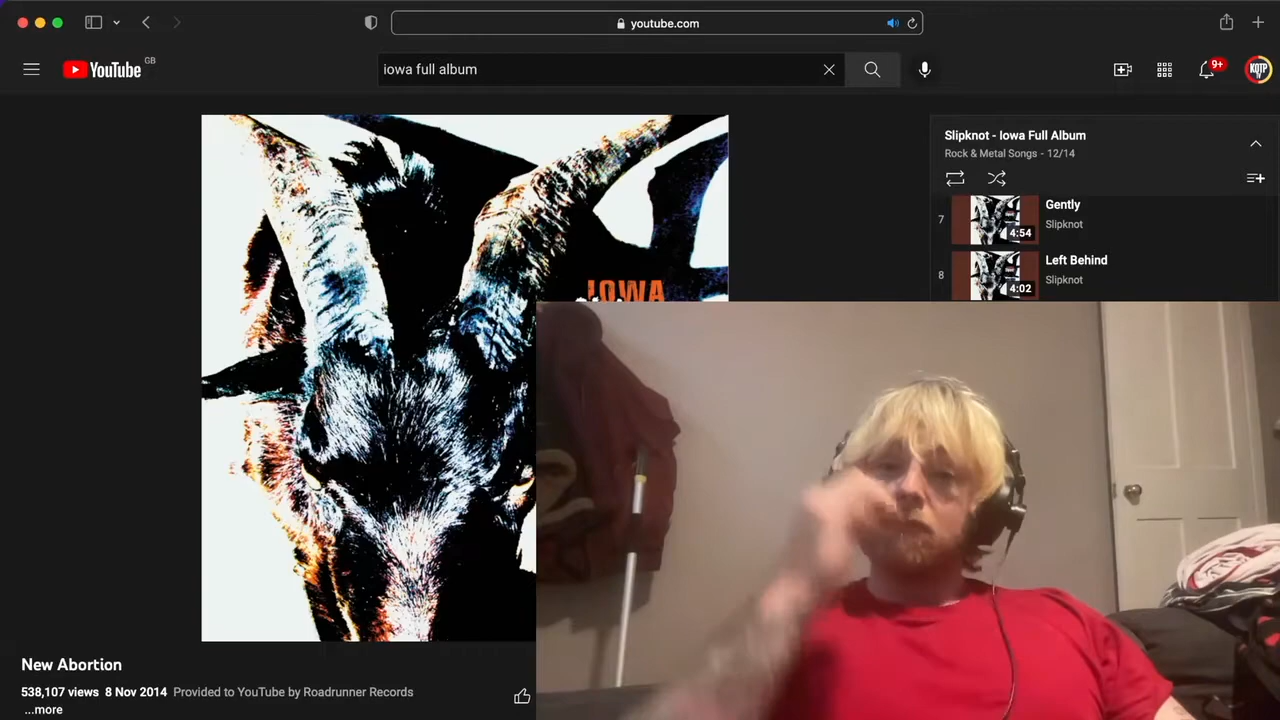 youtube.com
YouTube GB
iowa full album
9+
KQTP
IOWA
Slipknot - Iowa Full Album
Rock & Metal Songs - 12/14
7
4:54
Gently
Slipknot
8
4:02
Left Behind
Slipknot
New Abortion
538,107 views 8 Nov 2014 Provided to YouTube by Roadrunner Records
...more